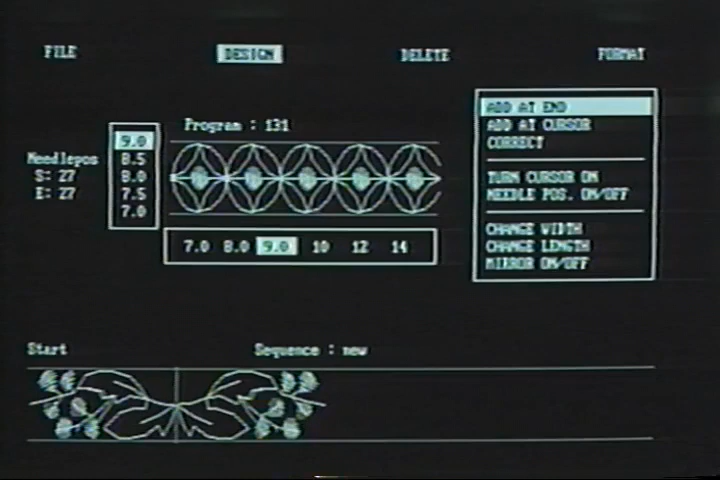 FILE DESIGN DELETE FORMAT
Program : 131
ADD AT END
ADD AT CURSOR
CORRECT
TURN CURSOR ON
NEEDLE POS. ON/OFF
CHANGE WIDTH
CHANGE LENGTH
MIRROR ON/OFF
9.0
8.5
8.0
7.5
7.0
Needlepos
S: 27
E: 27
7.0 8.0 9.0 10 12 14
Start Sequence : new